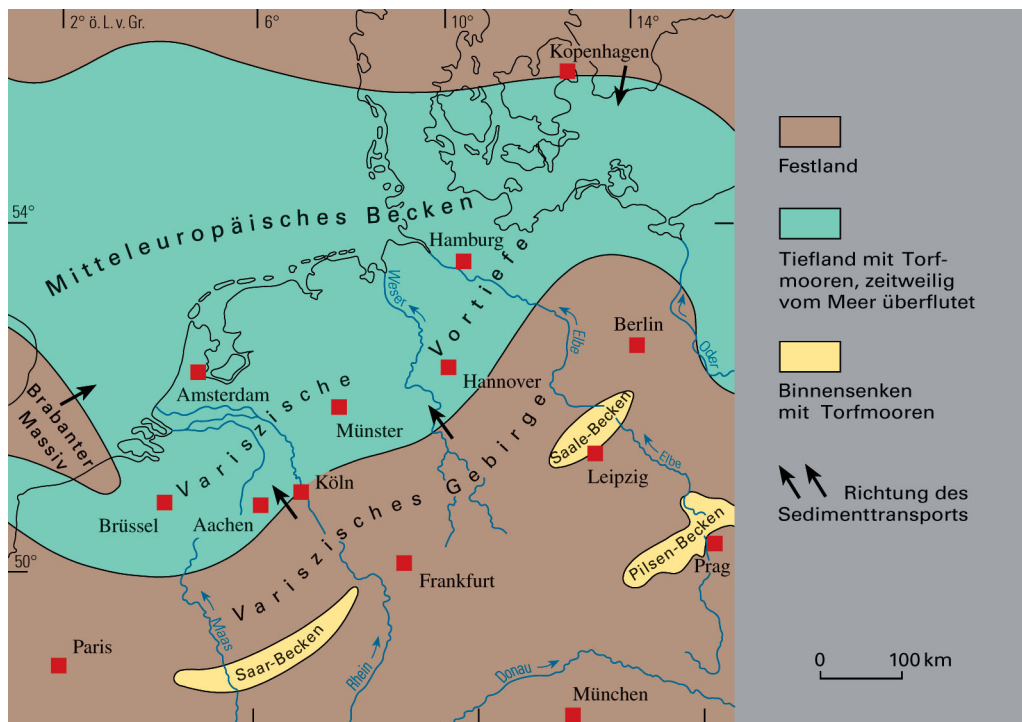 2° ö. L. v. Gr.
6°
10°
14°
Kopenhagen
54°
Mitteleuropäisches Becken
Hamburg
Weser
Vortiefe
Elbe
Berlin
Oder
Hannover
Amsterdam
Brabanter
Massiv
Münster
Variszische
Saale-Becken
Leipzig
Elbe
Köln
Brüssel
Aachen
Variszisches Gebirge
50°
Frankfurt
Pilsen-Becken
Prag
Maas
Paris
Saar-Becken
Rhein
Donau
München
Festland
Tiefland mit Torf-
mooren, zeitweilig
vom Meer überflutet
Binnensenken
mit Torfmooren
Richtung des
Sedimenttransports
0 100 km